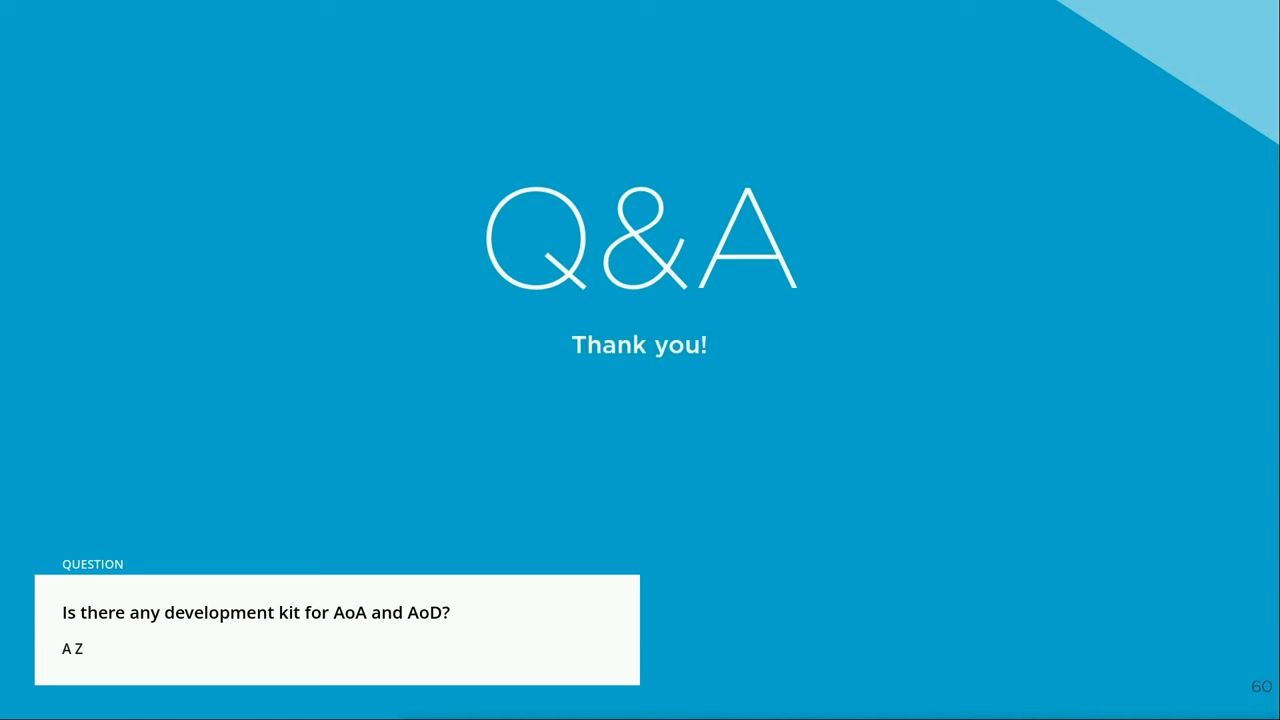 Q&A
Thank you!
QUESTION
Is there any development kit for AoA and AoD?
A Z
60